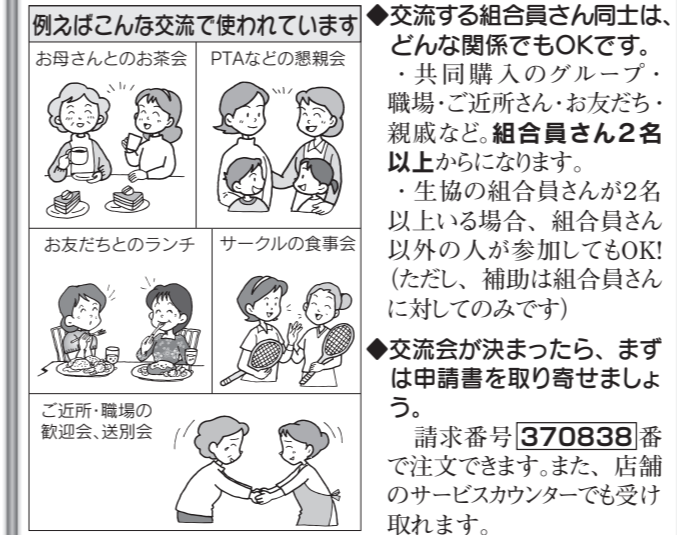 例えばこんな交流で使われています
お母さんとのお茶会
PTAなどの懇親会
お友だちとのランチ
サークルの食事会
ご近所・職場の
歓迎会、送別会
◆交流する組合員さん同士は、
どんな関係でもOKです。
・共同購入のグループ・
職場・ご近所さん・お友だち・
親戚など。組合員さん2名
以上からになります。
・生協の組合員さんが2名
以上いる場合、組合員さん
以外の人が参加してもOK!
(ただし、補助は組合員さん
に対してのみです)
◆交流会が決まったら、まず
は申請書を取り寄せましょ
う。
請求番号370838番
で注文できます。また、店舗
のサービスカウンターでも受け
取れます。